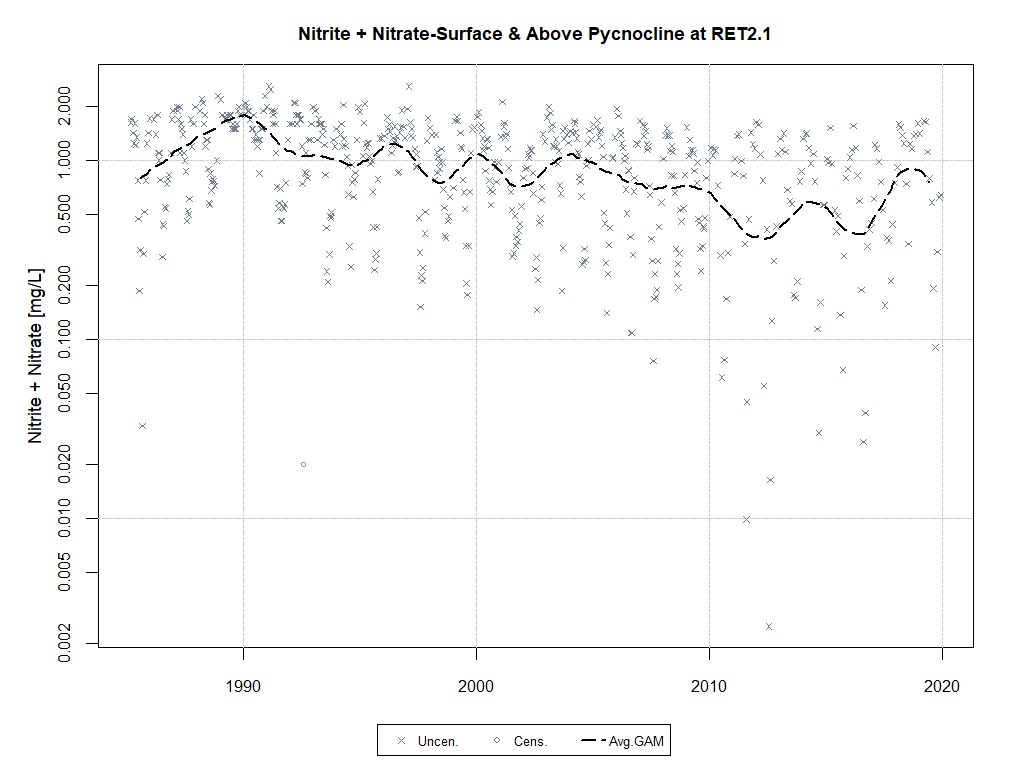 Nitrite + Nitrate-Surface & Above Pycnocline at RET2.1
Nitrite + Nitrate [mg/L]
2.000
1.000
0.500
0.200
0.100
0.050
0.020
0.010
0.005
0.002
1990 2000 2010 2020
Uncen. Cens. Avg.GAM